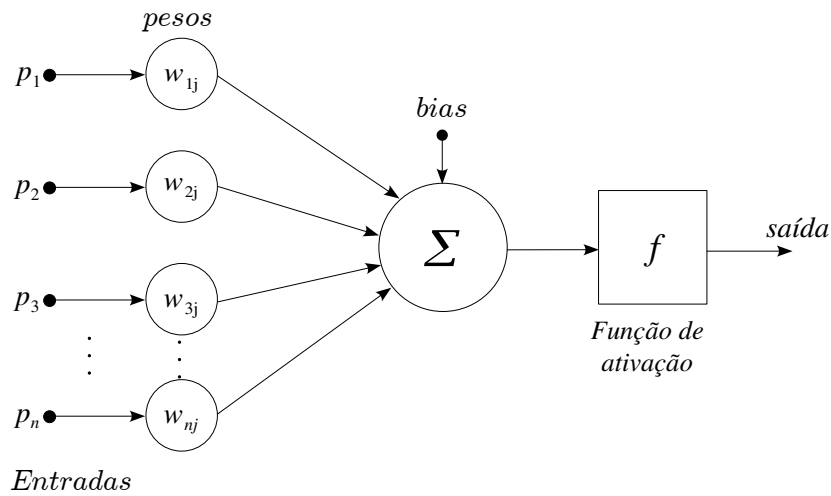 pesos
p₁
w₁ⱼ
bias
p₂
w₂ⱼ
Σ
f
saída
p₃
w₃ⱼ
Função de
ativação
pₙ
wₙⱼ
Entradas